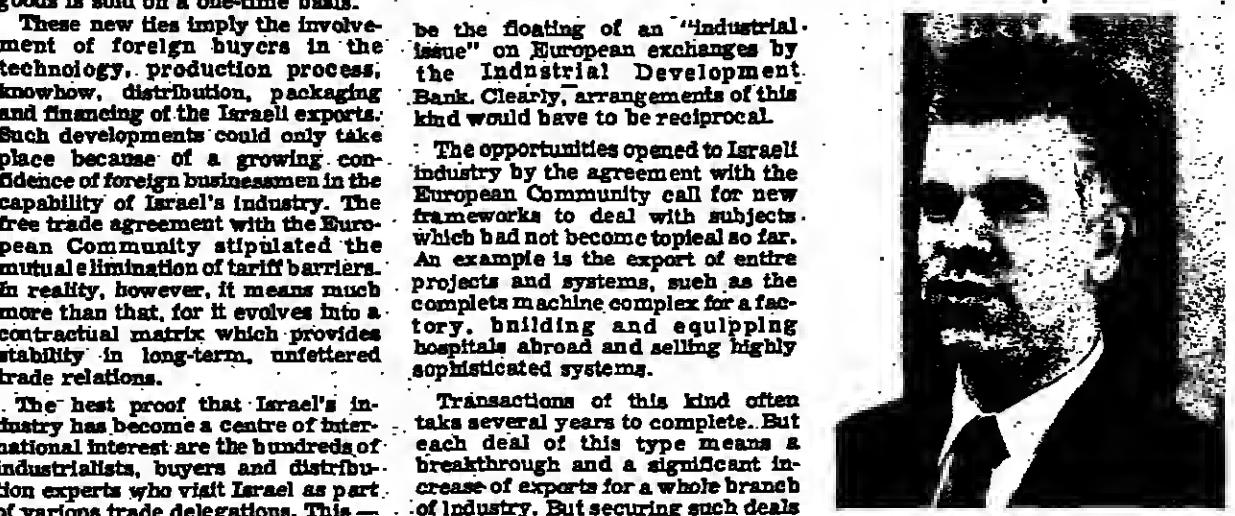 goods is sold on a one-time basis.
These new ties imply the involve-
ment of foreign buyers in the
technology, production process,
knowhow, distribution, packaging
and financing of the Israeli exports.
Such developments could only take
place because of a growing con-
fidence of foreign businessmen in the
capability of Israel's industry. The
free trade agreement with the Euro-
pean Community stipulated the
mutual elimination of tariff barriers.
In reality, however, it means much
more than that, for it evolves into a
contractual matrix which provides
stability in long-term, unfettered
trade relations.
The best proof that Israel's in-
dustry has become a centre of inter-
national interest are the hundreds of
industrialists, buyers and distribu-
tion experts who visit Israel as part
of various trade delegations. This —
be the floating of an "industrial
issue" on European exchanges by
the Industrial Development
Bank. Clearly, arrangements of this
kind would have to be reciprocal.
The opportunities opened to Israeli
industry by the agreement with the
European Community call for new
frameworks to deal with subjects
which had not become topical so far.
An example is the export of entire
projects and systems, such as the
complete machine complex for a fac-
tory, building and equipping
hospitals abroad and selling highly
sophisticated systems.
Transactions of this kind often
take several years to complete. But
each deal of this type means a
breakthrough and a significant in-
crease of exports for a whole branch
of industry. But securing such deals